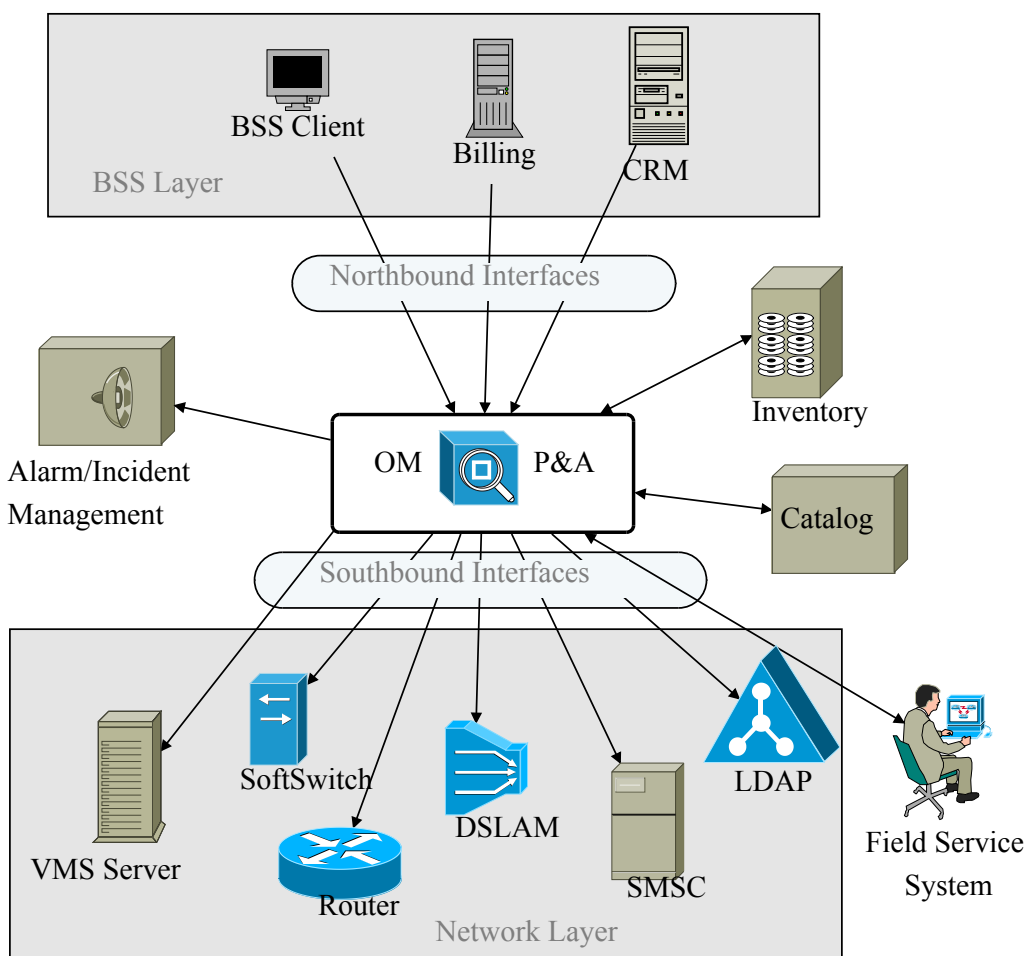 BSS Client
Billing
CRM
BSS Layer
Northbound Interfaces
Inventory
Alarm/Incident
Management
OM
P&A
Catalog
Southbound Interfaces
SoftSwitch
DSLAM
LDAP
VMS Server
Router
SMSC
Field Service
System
Network Layer